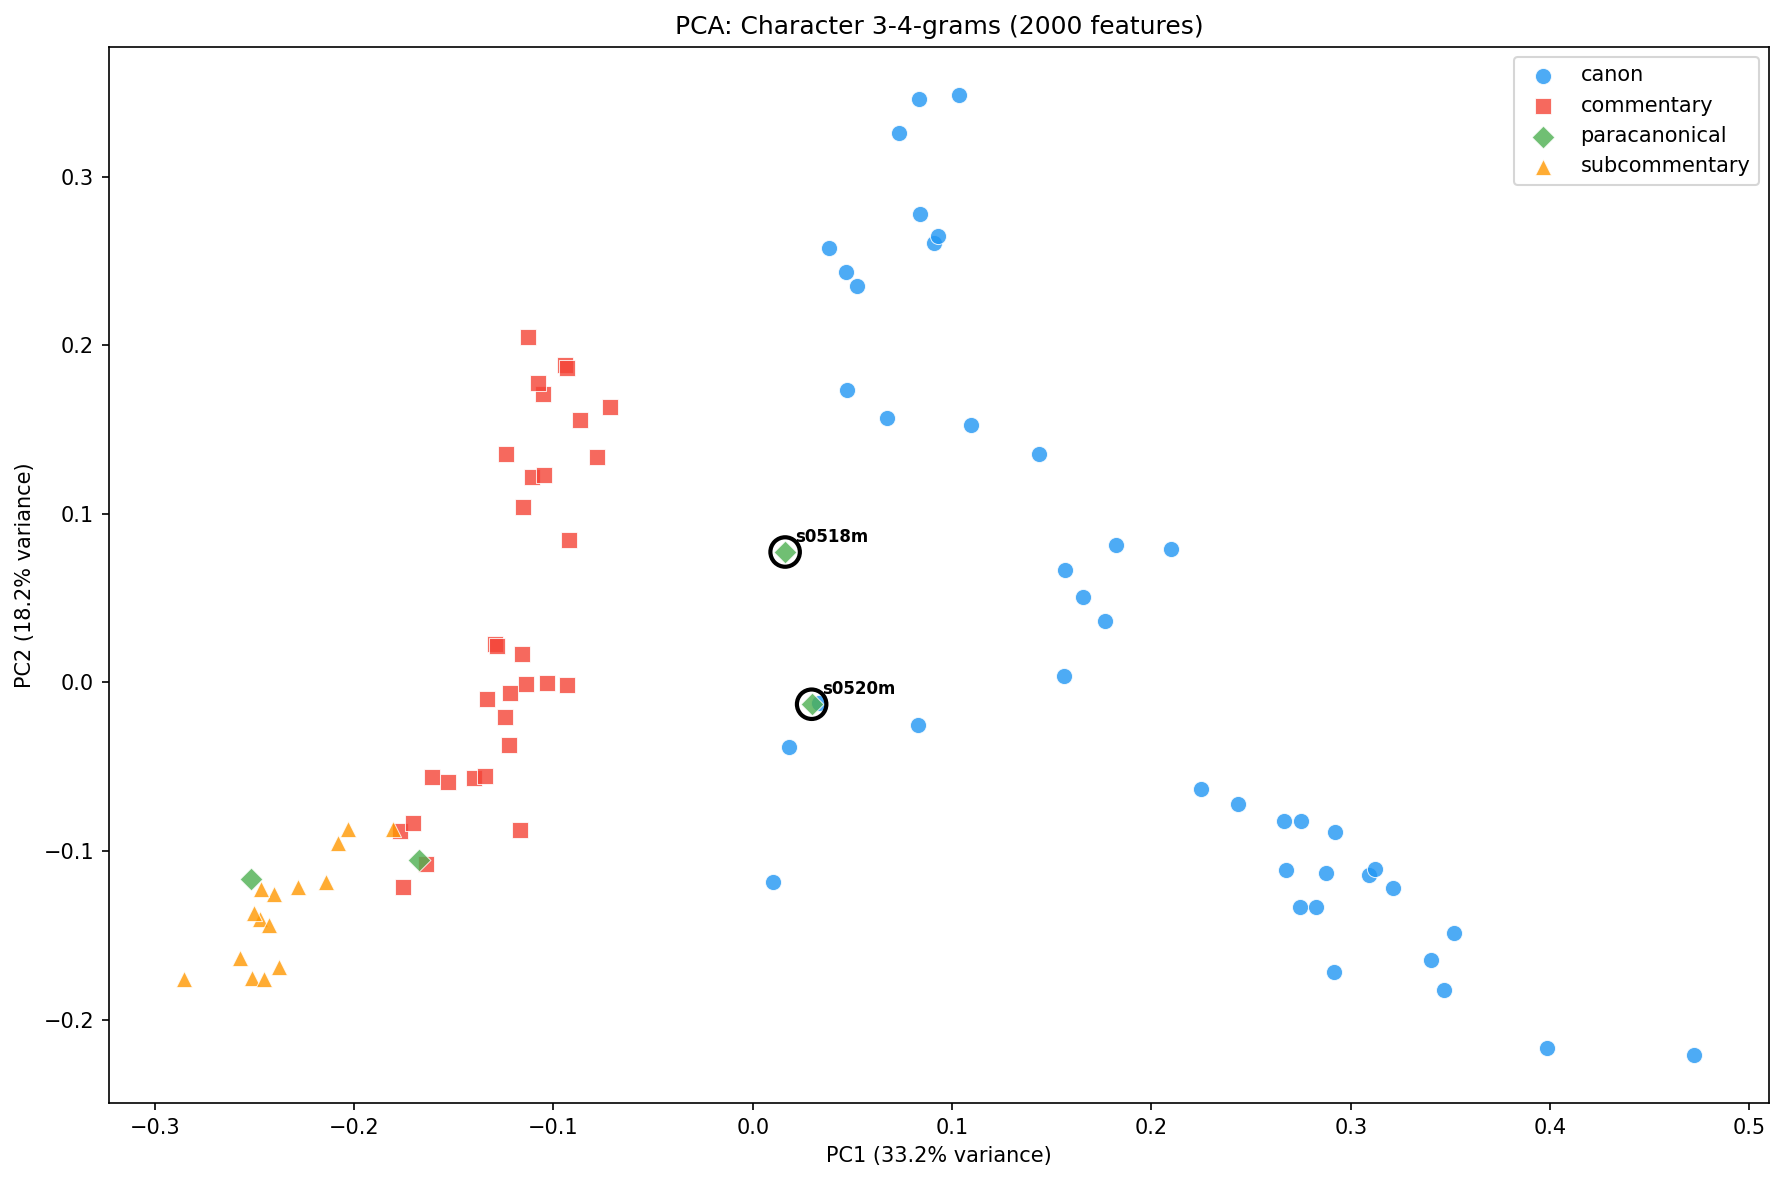 PCA: Character 3-4-grams (2000 features)
canon
commentary
paracanonical
subcommentary
s0518m
s0520m
0.3
0.2
0.1
0.0
−0.1
−0.2
PC2 (18.2% variance)
−0.3
−0.2
−0.1
0.0
0.1
0.2
0.3
0.4
0.5
PC1 (33.2% variance)